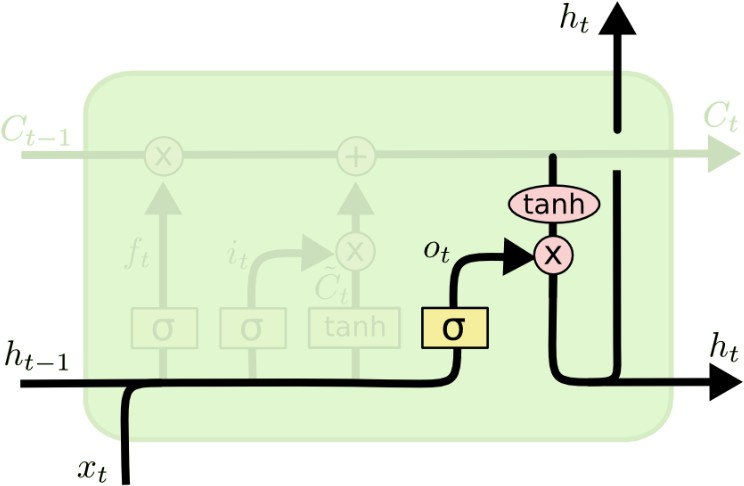 h_t
C_{t-1}
C_t
x
+
tanh
f_t
i_t
x
C̃_t
o_t
x
σ
σ
tanh
σ
h_{t-1}
h_t
x_t